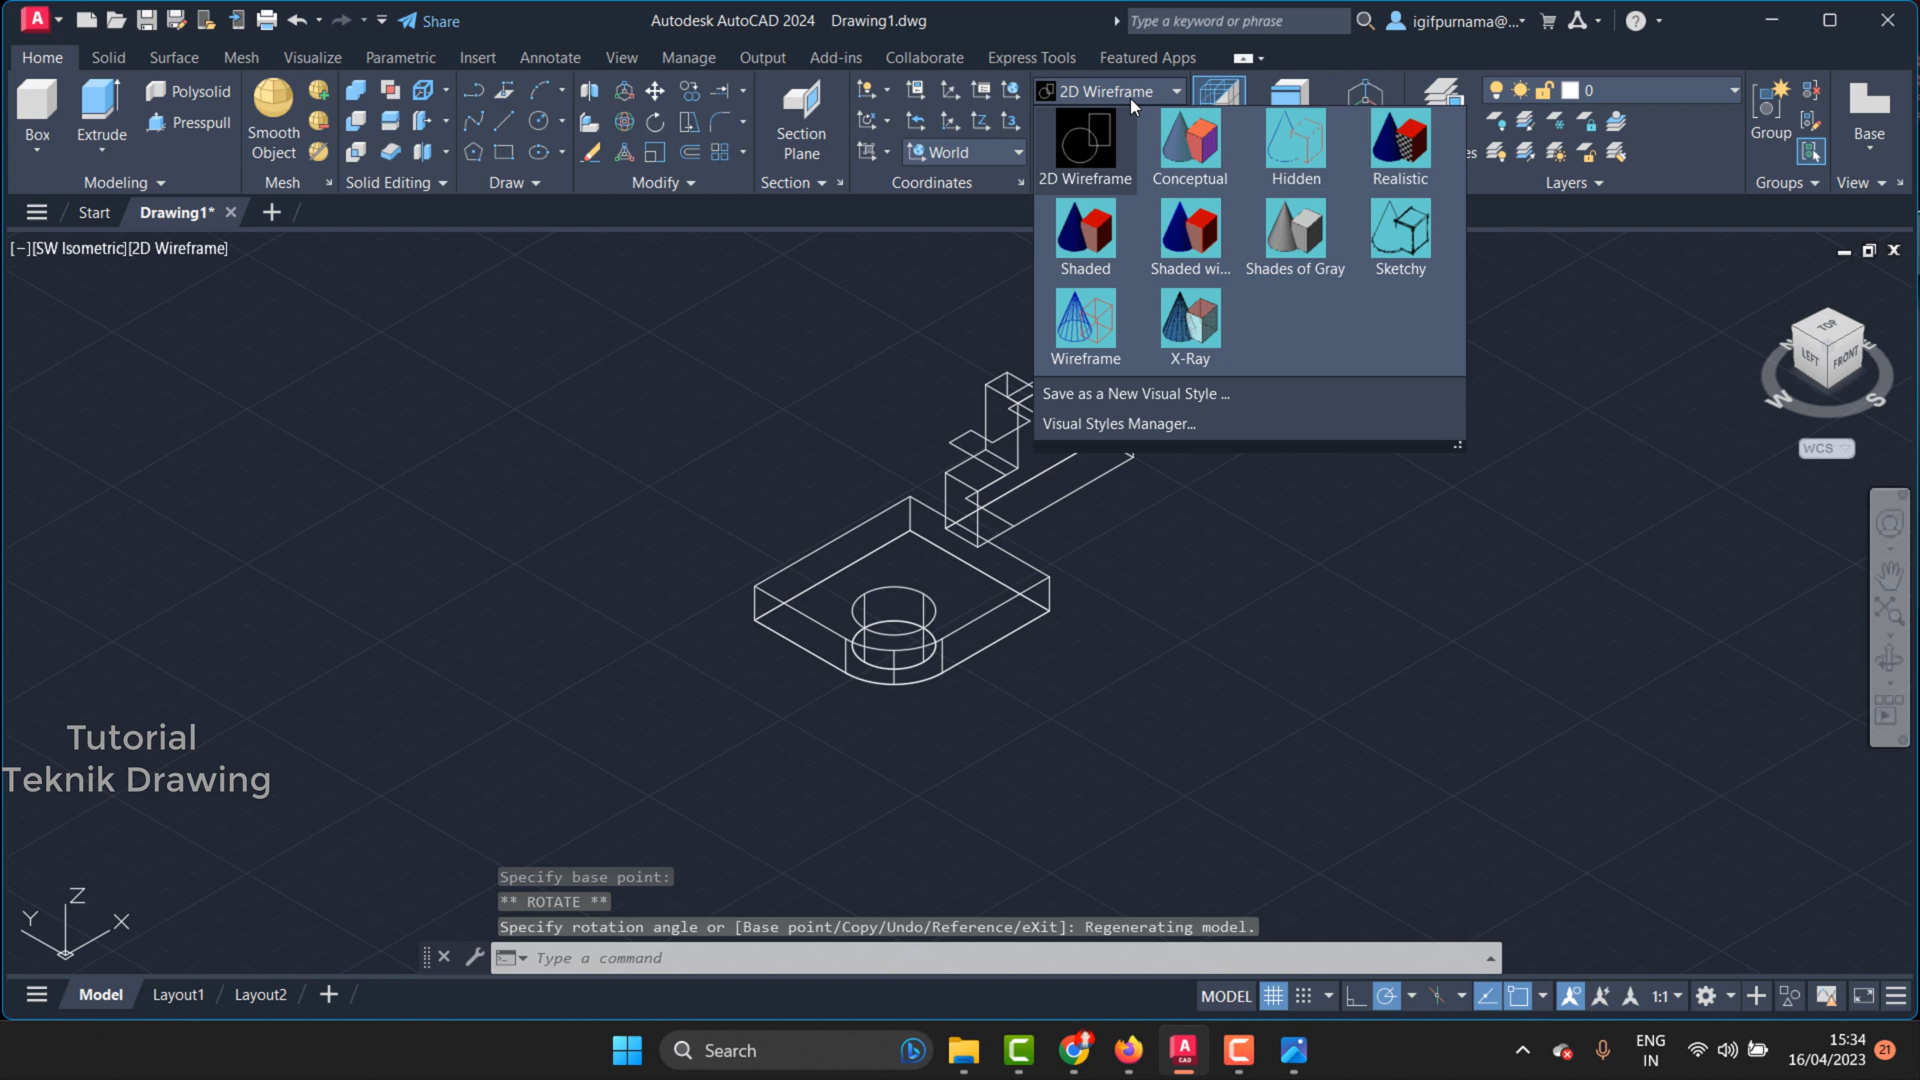 A
Share
Autodesk AutoCAD 2024 Drawing1.dwg
Type a keyword or phrase
igifpurnama@...
Home Solid Surface Mesh Visualize Parametric Insert Annotate View Manage Output Add-ins Collaborate Express Tools Featured Apps
Box
Extrude
Polysolid
Presspull
Smooth
Object
Section
Plane
World
2D Wireframe
0
Group
Base
Modeling
Mesh
Solid Editing
Draw
Modify
Section
Coordinates
Layers
Groups
View
2D Wireframe
Conceptual
Hidden
Realistic
Shaded
Shaded wi...
Shades of Gray
Sketchy
Wireframe
X-Ray
Save as a New Visual Style ...
Visual Styles Manager...
Start
Drawing1*
[−][SW Isometric][2D Wireframe]
TOP
LEFT
FRONT
W
S
WCS
Tutorial
Teknik Drawing
Z
Y
X
Specify base point:
** ROTATE **
Specify rotation angle or [Base point/Copy/Undo/Reference/eXit]: Regenerating model.
Type a command
Model
Layout1
Layout2
MODEL
1:1
Search
ENG
IN
15:34
16/04/2023
21